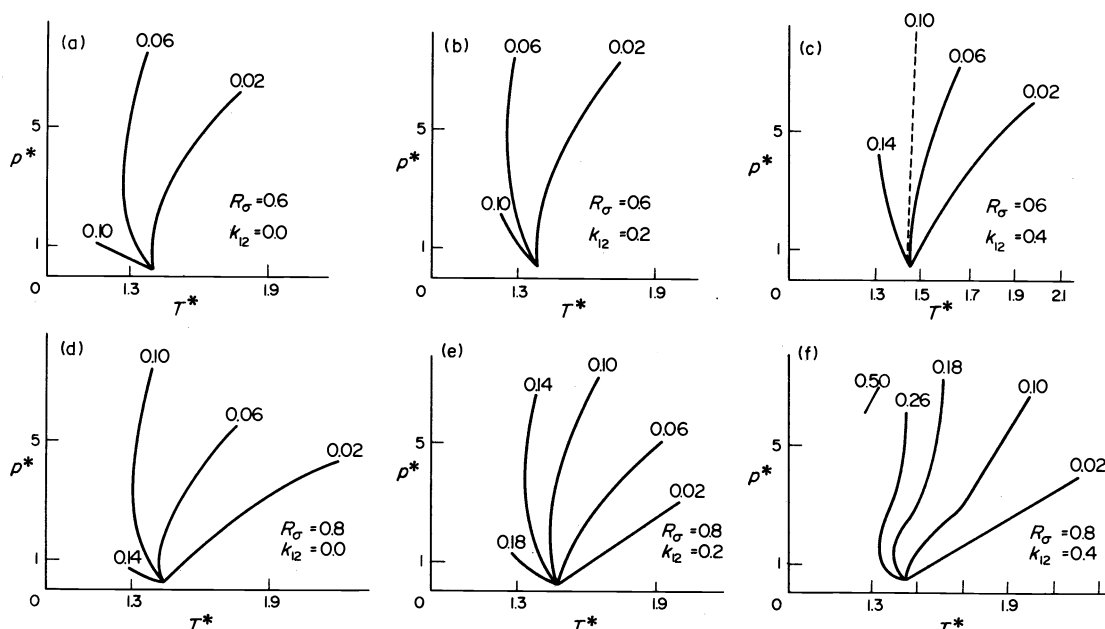 (a)
0.06
0.02
5
p*
Rσ =0.6
k12 =0.0
0.10
1
0
1.3
1.9
T*
(b)
0.06
0.02
5
p*
Rσ =0.6
k12 =0.2
0.10
1
0
1.3
1.9
T*
(c)
0.10
0.06
0.02
5
0.14
p*
Rσ =06
k12 =0.4
1
0
1.3
1.5
1.7
1.9
2.1
T*
(d)
0.10
0.06
5
0.02
p*
Rσ =0.8
k12 =0.0
0.14
1
0
1.3
1.9
T*
(e)
0.14
0.10
0.06
5
p*
0.02
Rσ =0.8
k12 =0.2
0.18
1
0
1.3
1.9
T*
(f)
0.50
0.26
0.18
0.10
5
p*
0.02
Rσ =0.8
k12 =0.4
1
0
1.3
1.9
T*